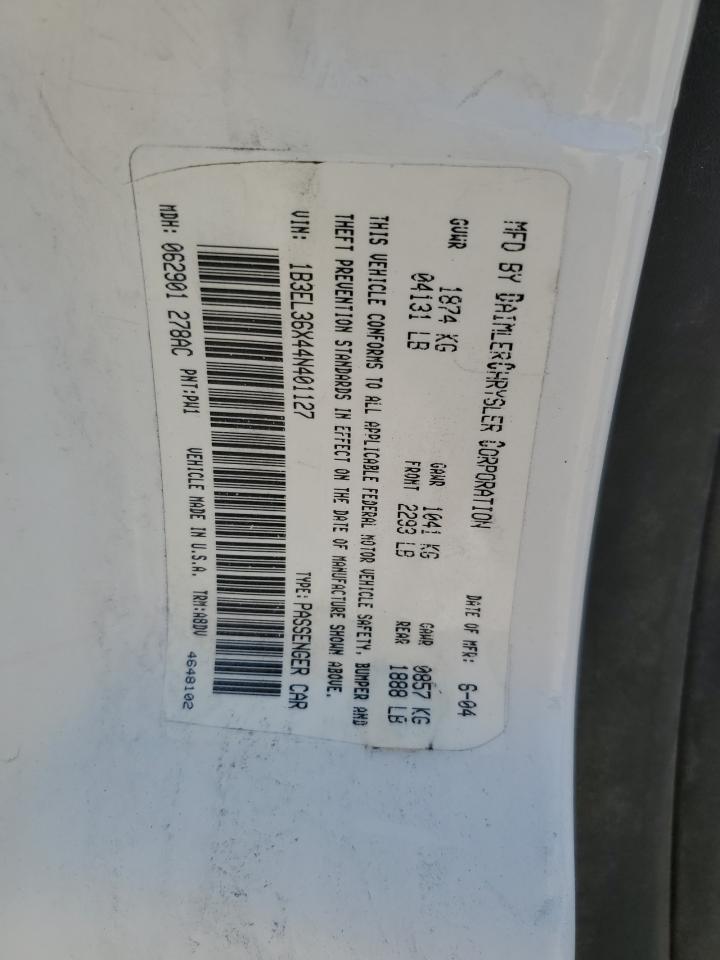 MFD BY DAIMLERCHRYSLER CORPORATION DATE OF MFR: 6-04
GVWR 1874 KG GAWR 1041 KG GAWR 0857 KG
04131 LB FRONT 2293 LB REAR 1888 LB
THIS VEHICLE CONFORMS TO ALL APPLICABLE FEDERAL MOTOR VEHICLE SAFETY, BUMPER AND
THEFT PREVENTION STANDARDS IN EFFECT ON THE DATE OF MANUFACTURE SHOWN ABOVE.
VIN: 1B3EL36X44N401127 TYPE: PASSENGER CAR
MDH: 062901 278AC PNT:PW1 VEHICLE MADE IN U.S.A. TRM:A8DV 4648102